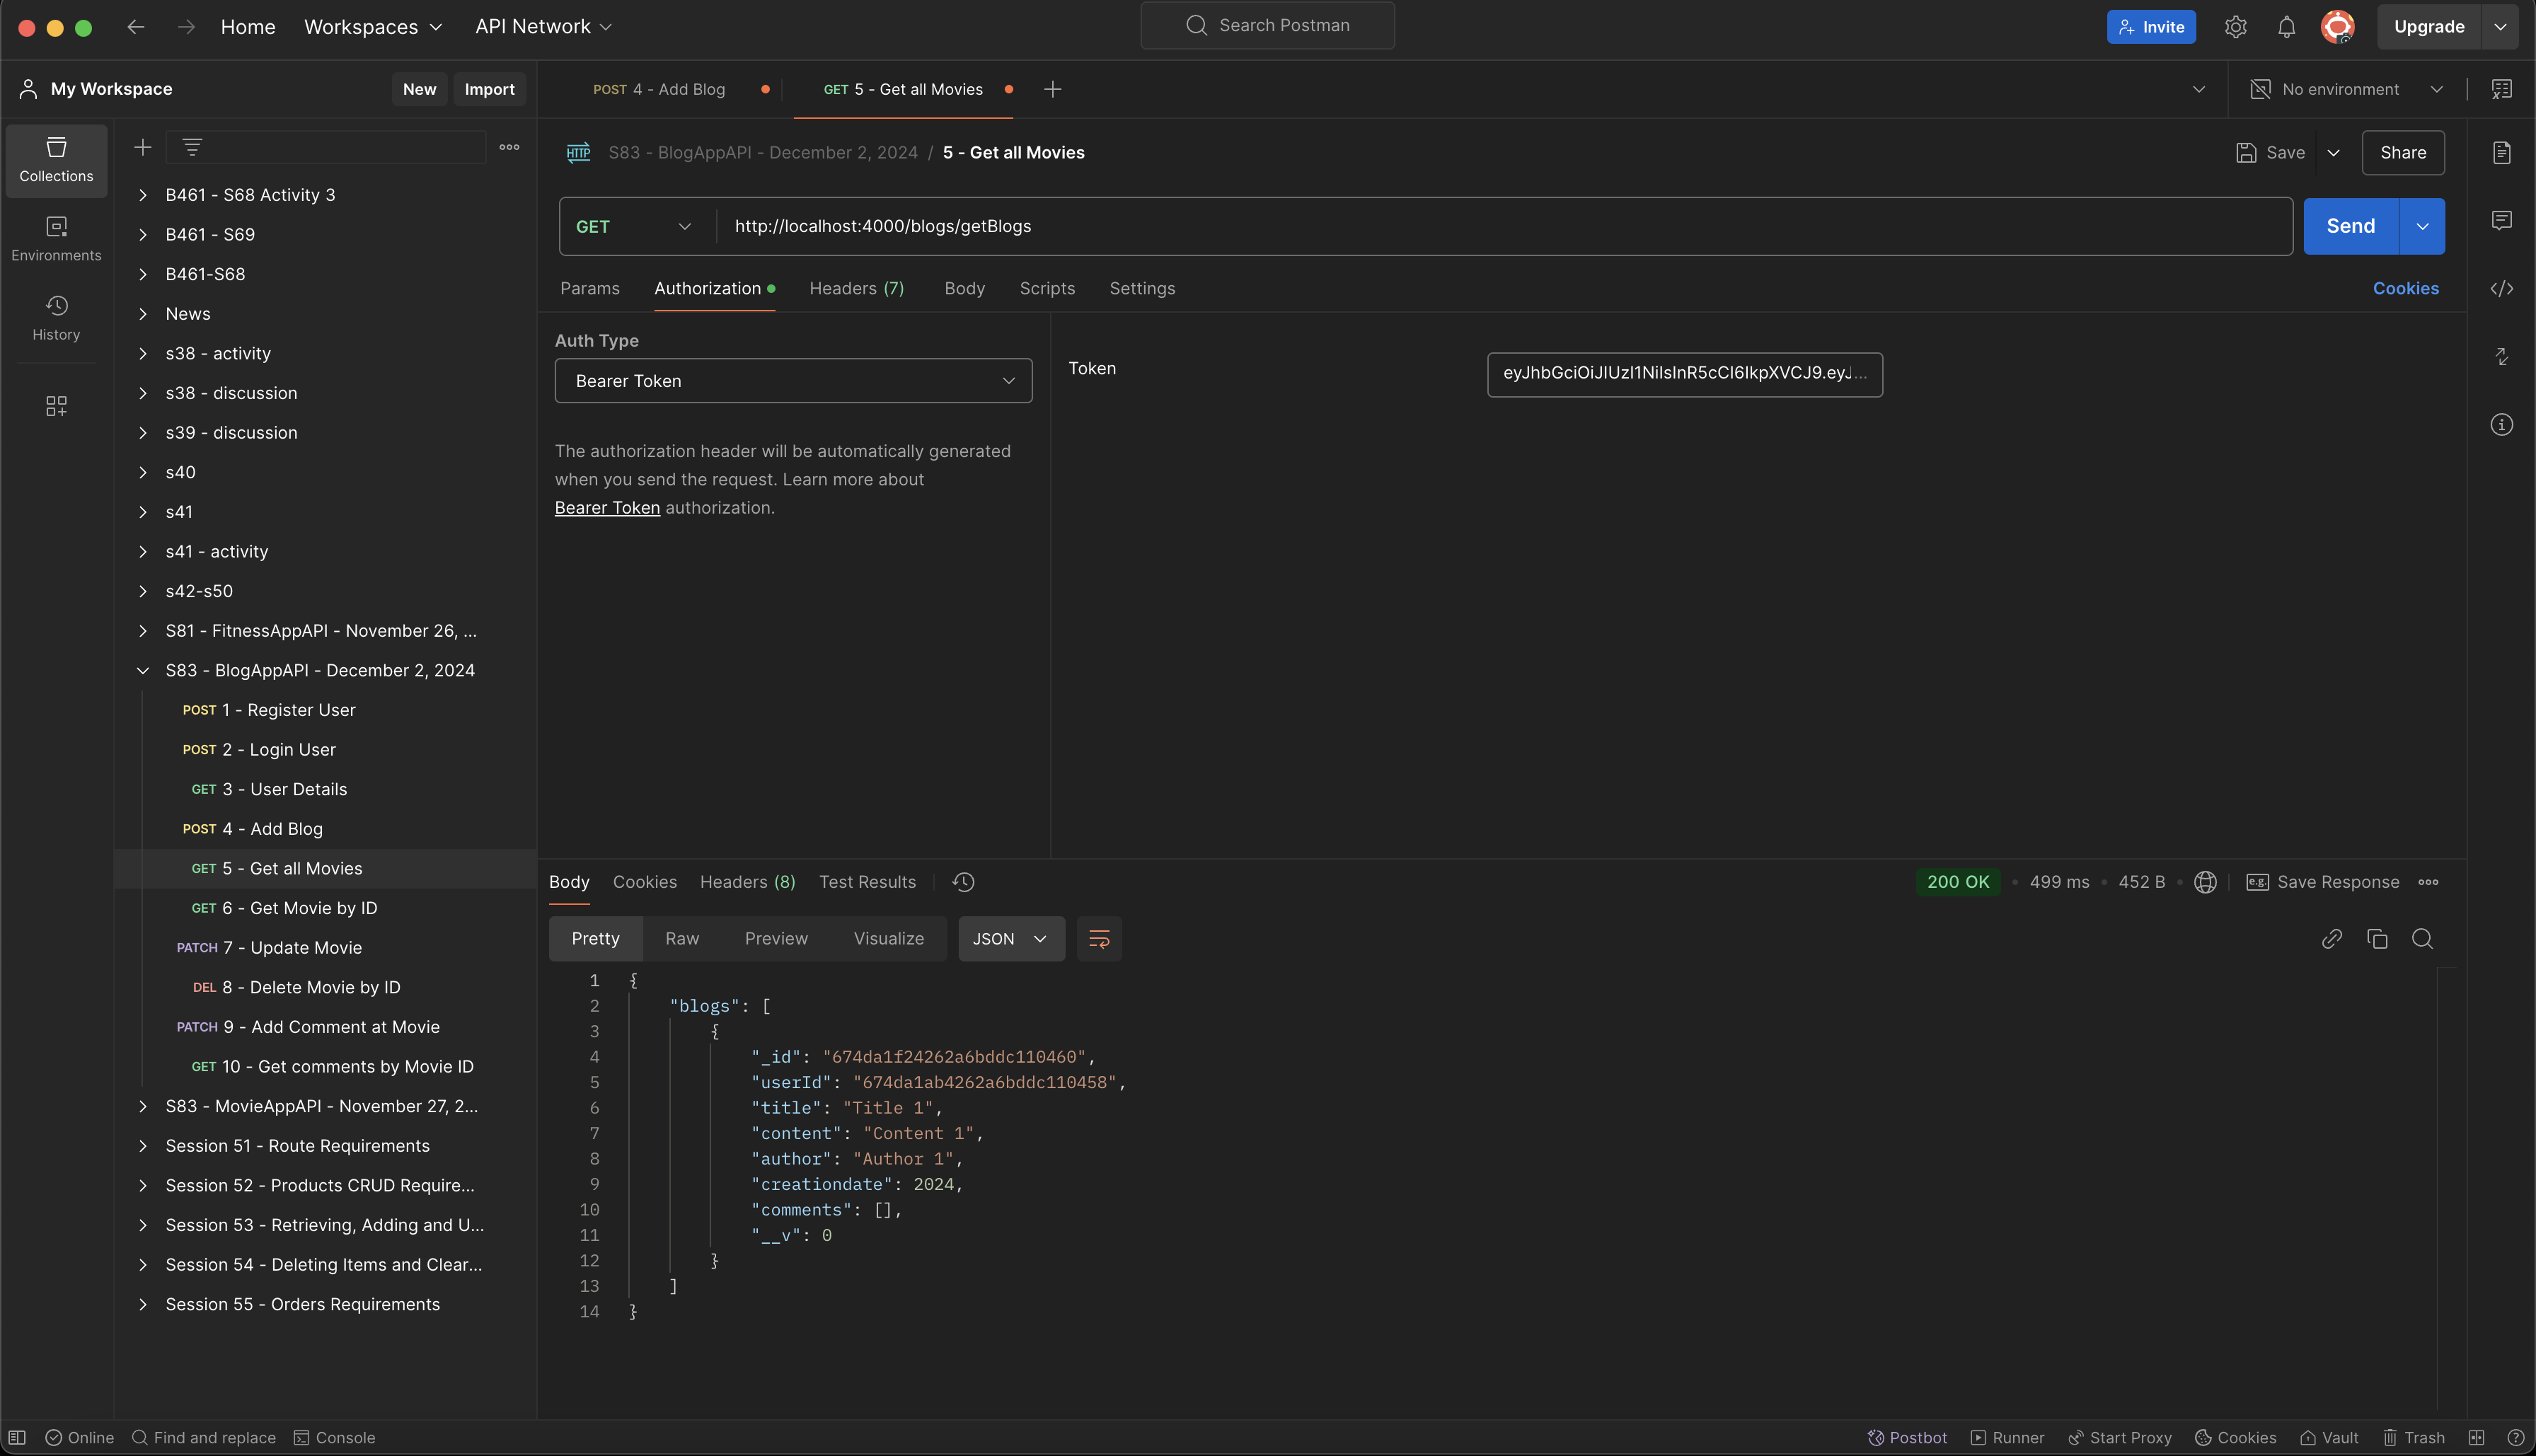 Home Workspaces API Network Search Postman Invite Upgrade
My Workspace New Import
POST 4 - Add Blog GET 5 - Get all Movies No environment
Collections
Environments
History
B461 - S68 Activity 3
B461 - S69
B461-S68
News
s38 - activity
s38 - discussion
s39 - discussion
s40
s41
s41 - activity
s42-s50
S81 - FitnessAppAPI - November 26, ...
S83 - BlogAppAPI - December 2, 2024
POST 1 - Register User
POST 2 - Login User
GET 3 - User Details
POST 4 - Add Blog
GET 5 - Get all Movies
GET 6 - Get Movie by ID
PATCH 7 - Update Movie
DEL 8 - Delete Movie by ID
PATCH 9 - Add Comment at Movie
GET 10 - Get comments by Movie ID
S83 - MovieAppAPI - November 27, 2...
Session 51 - Route Requirements
Session 52 - Products CRUD Require...
Session 53 - Retrieving, Adding and U...
Session 54 - Deleting Items and Clear...
Session 55 - Orders Requirements
HTTP S83 - BlogAppAPI - December 2, 2024 / 5 - Get all Movies Save Share
GET http://localhost:4000/blogs/getBlogs Send
Params Authorization Headers (7) Body Scripts Settings Cookies
Auth Type
Bearer Token
Token eyJhbGciOiJIUzI1NiIsInR5cCI6IkpXVCJ9.eyJ...
The authorization header will be automatically generated
when you send the request. Learn more about
Bearer Token authorization.
Body Cookies Headers (8) Test Results 200 OK • 499 ms • 452 B • e.g. Save Response
Pretty Raw Preview Visualize JSON
1 {
2 "blogs": [
3 {
4 "_id": "674da1f24262a6bddc110460",
5 "userId": "674da1ab4262a6bddc110458",
6 "title": "Title 1",
7 "content": "Content 1",
8 "author": "Author 1",
9 "creationdate": 2024,
10 "comments": [],
11 "__v": 0
12 }
13 ]
14 }
Online Find and replace Console Postbot Runner Start Proxy Cookies Vault Trash